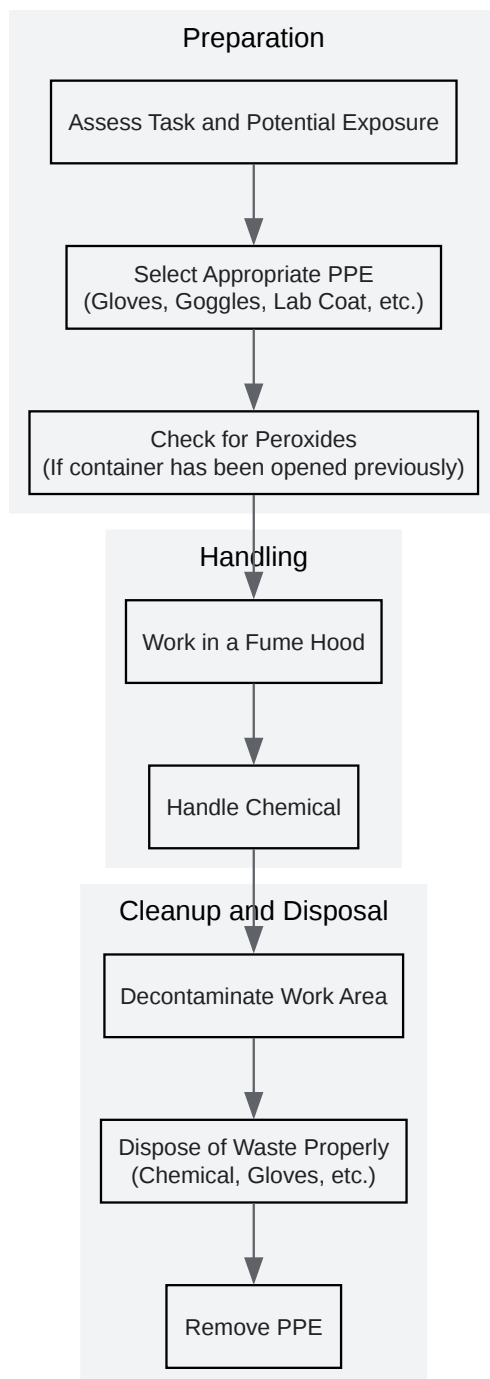 Preparation
Assess Task and Potential Exposure
Select Appropriate PPE
(Gloves, Goggles, Lab Coat, etc.)
Check for Peroxides
(If container has been opened previously)
Handling
Work in a Fume Hood
Handle Chemical
Cleanup and Disposal
Decontaminate Work Area
Dispose of Waste Properly
(Chemical, Gloves, etc.)
Remove PPE